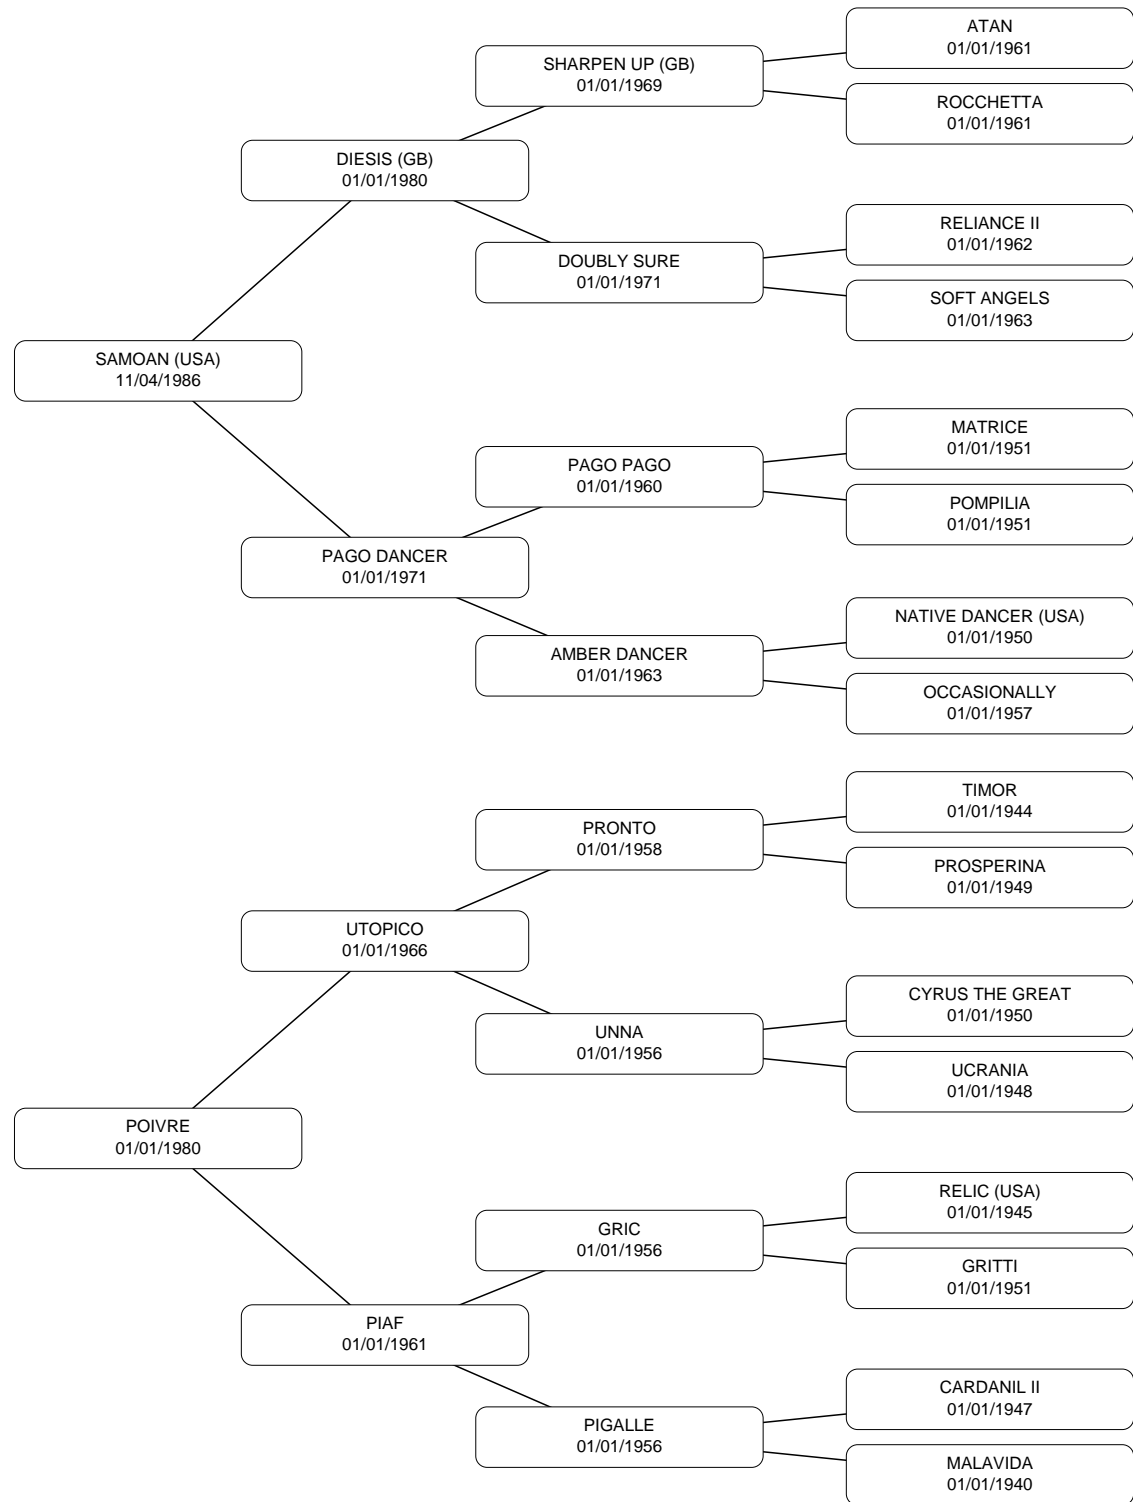 ATAN
01/01/1961
SHARPEN UP (GB)
01/01/1969
ROCCHETTA
01/01/1961
DIESIS (GB)
01/01/1980
RELIANCE II
01/01/1962
DOUBLY SURE
01/01/1971
SOFT ANGELS
01/01/1963
SAMOAN (USA)
11/04/1986
MATRICE
01/01/1951
PAGO PAGO
01/01/1960
POMPILIA
01/01/1951
PAGO DANCER
01/01/1971
NATIVE DANCER (USA)
01/01/1950
AMBER DANCER
01/01/1963
OCCASIONALLY
01/01/1957
TIMOR
01/01/1944
PRONTO
01/01/1958
PROSPERINA
01/01/1949
UTOPICO
01/01/1966
CYRUS THE GREAT
01/01/1950
UNNA
01/01/1956
UCRANIA
01/01/1948
POIVRE
01/01/1980
RELIC (USA)
01/01/1945
GRIC
01/01/1956
GRITTI
01/01/1951
PIAF
01/01/1961
CARDANIL II
01/01/1947
PIGALLE
01/01/1956
MALAVIDA
01/01/1940